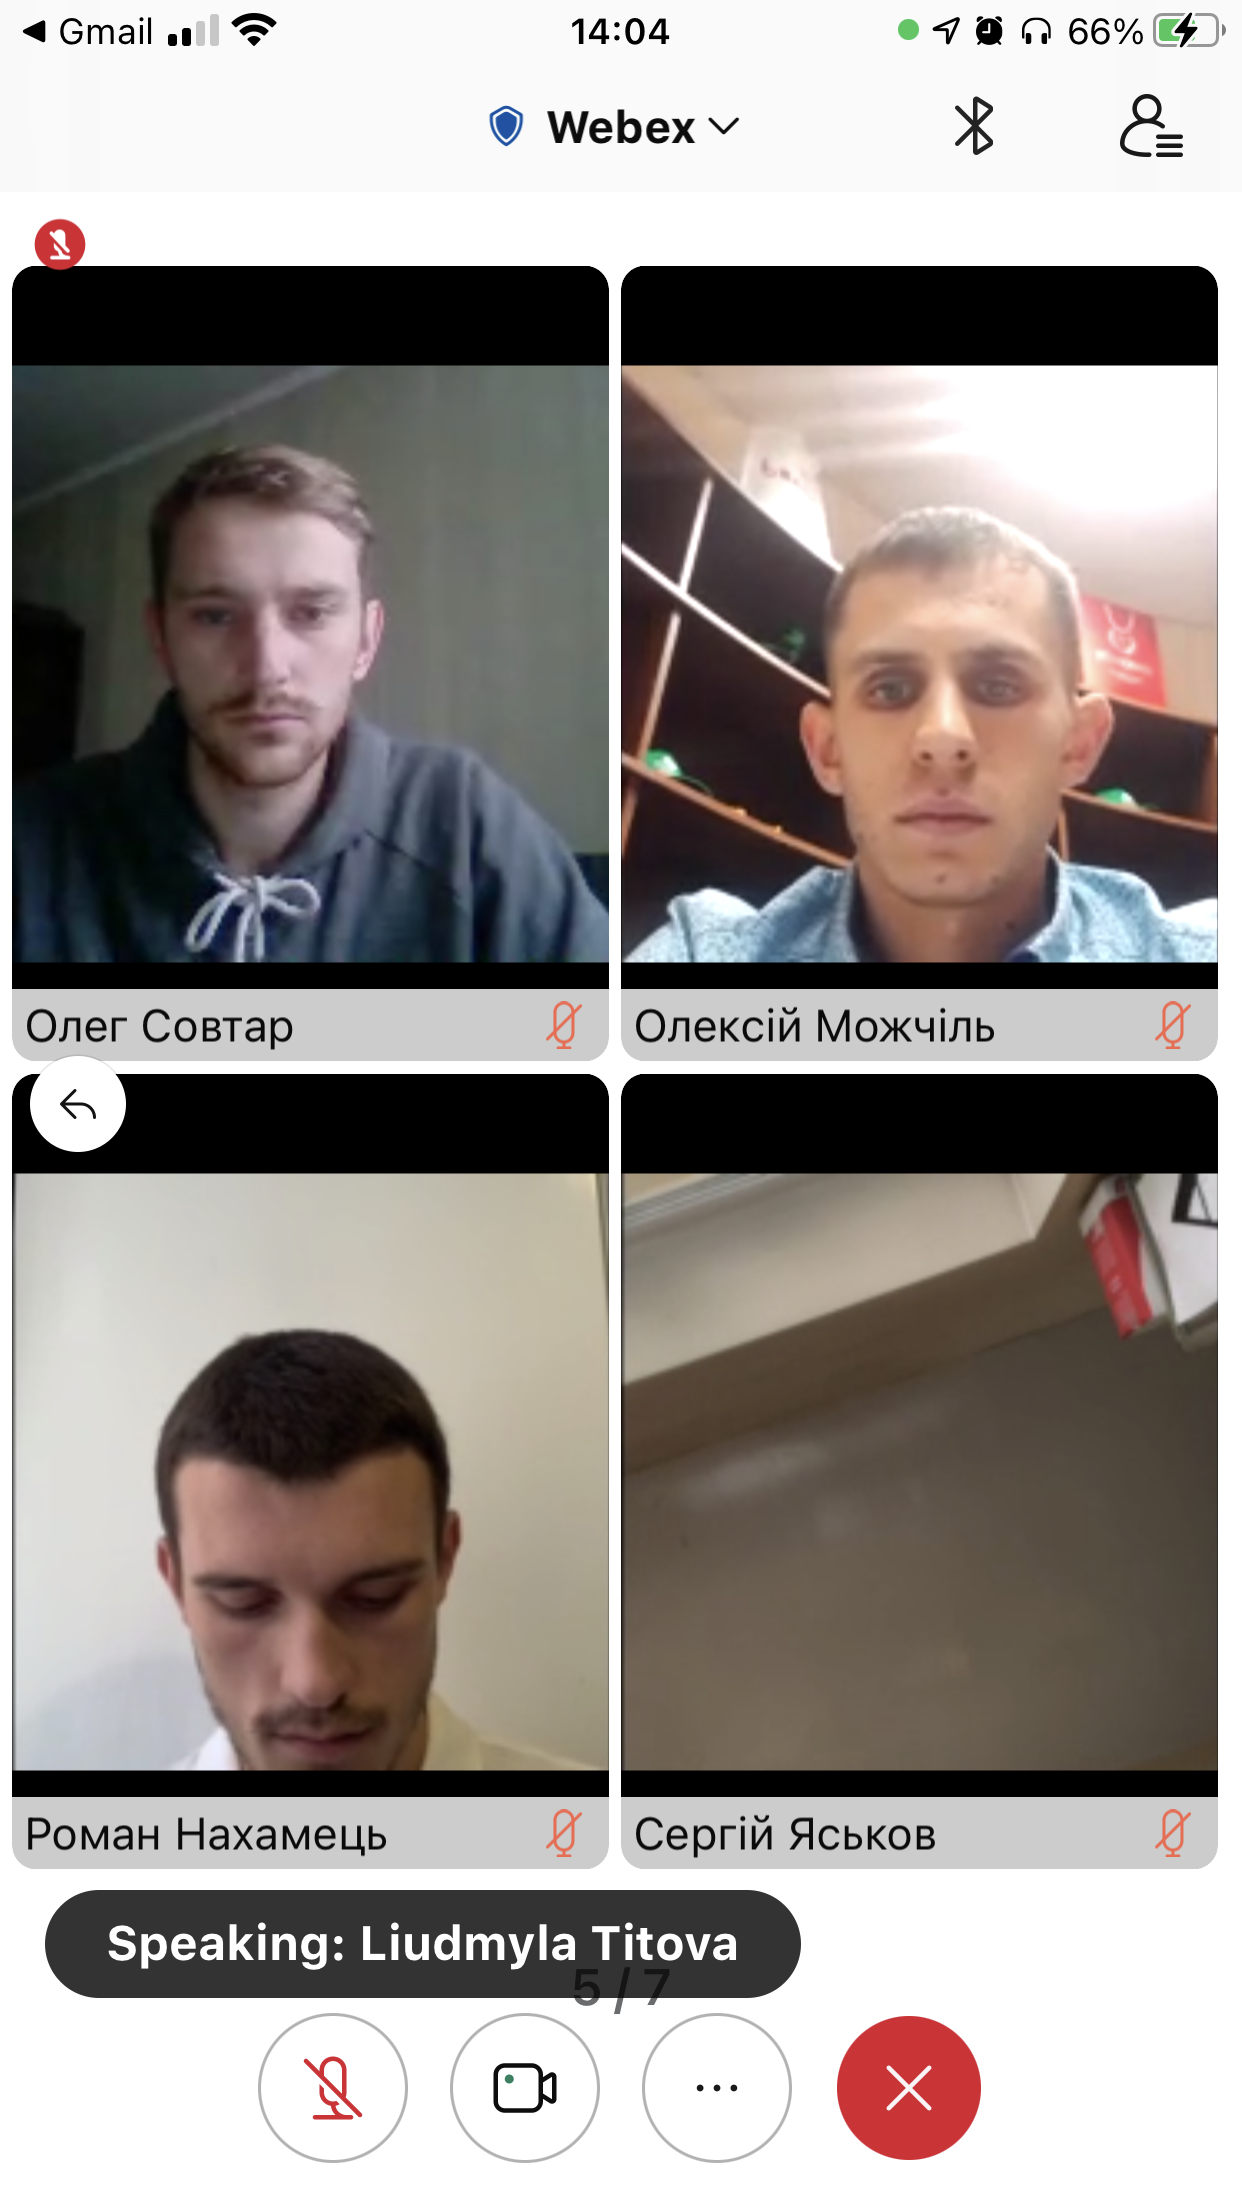 Gmail 14:04 66%
Webex
Олег Совтар
Олексій Можчіль
Роман Нахамець
Сергій Яськов
Speaking: Liudmyla Titova
5 / 7